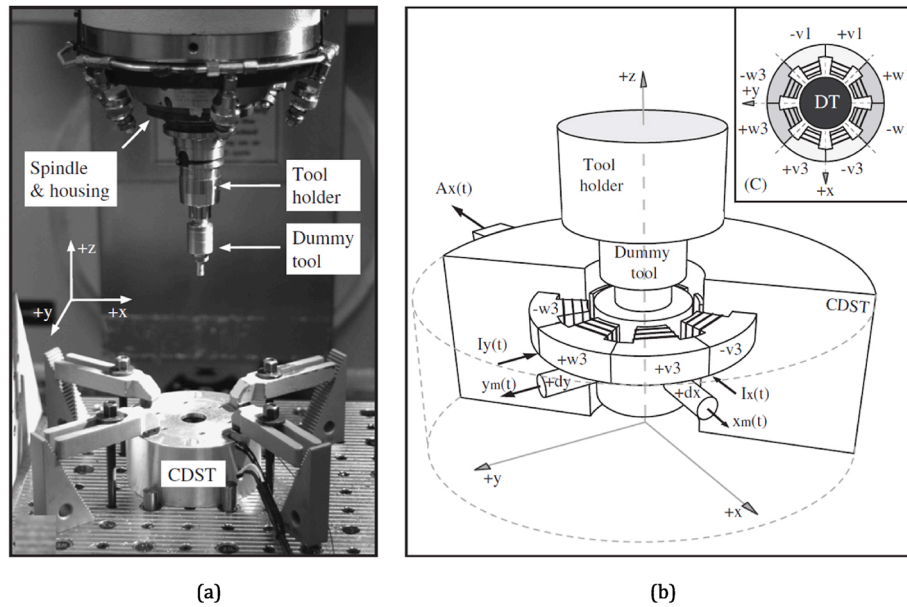 Spindle
& housing
Tool
holder
Dummy
tool
+z
+x
+y
CDST
(a)
+z
Tool
holder
Ax(t)
Dummy
tool
CDST
-w3
Iy(t)
+w3
+v3
-v3
ym(t)
+dy
+dx
Ix(t)
xm(t)
+y
+x
-v1
+v1
-w3
+w
+y
DT
+w3
-w
+v3
-v3
(C)
+x
(b)